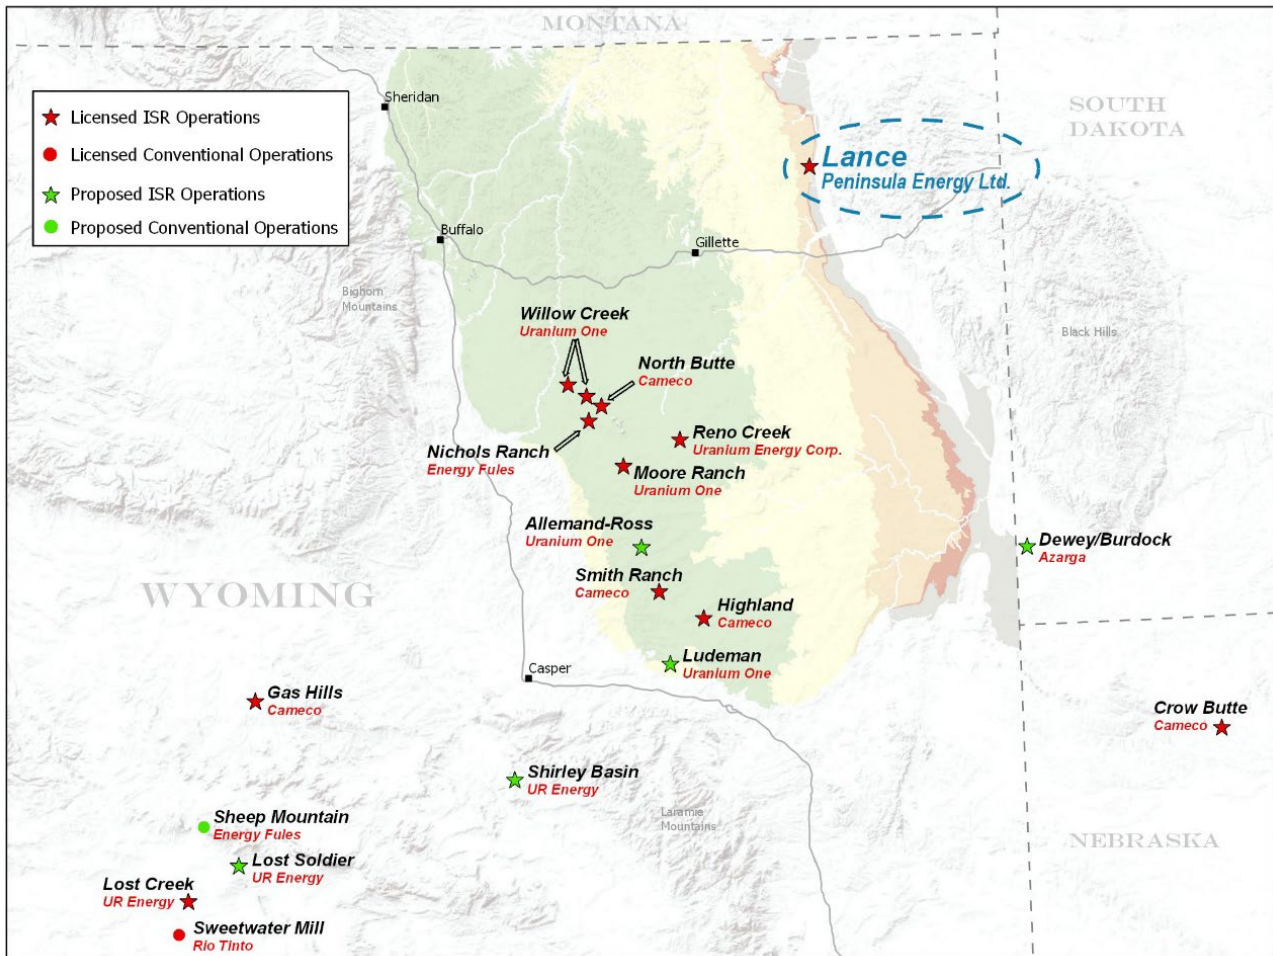 MONTANA
Sheridan
Licensed ISR Operations
Licensed Conventional Operations
Proposed ISR Operations
Proposed Conventional Operations
SOUTH
DAKOTA
Lance
Peninsula Energy Ltd.
Buffalo
Gillette
Bighorn
Mountains
Black Hills
Willow Creek
Uranium One
North Butte
Cameco
Nichols Ranch
Energy Fules
Reno Creek
Uranium Energy Corp.
Moore Ranch
Uranium One
Allemand-Ross
Uranium One
Dewey/Burdock
Azarga
WYOMING
Smith Ranch
Cameco
Highland
Cameco
Ludeman
Uranium One
Casper
Gas Hills
Cameco
Crow Butte
Cameco
Shirley Basin
UR Energy
Laramie
Mountains
Sheep Mountain
Energy Fules
NEBRASKA
Lost Soldier
UR Energy
Lost Creek
UR Energy
Sweetwater Mill
Rio Tinto